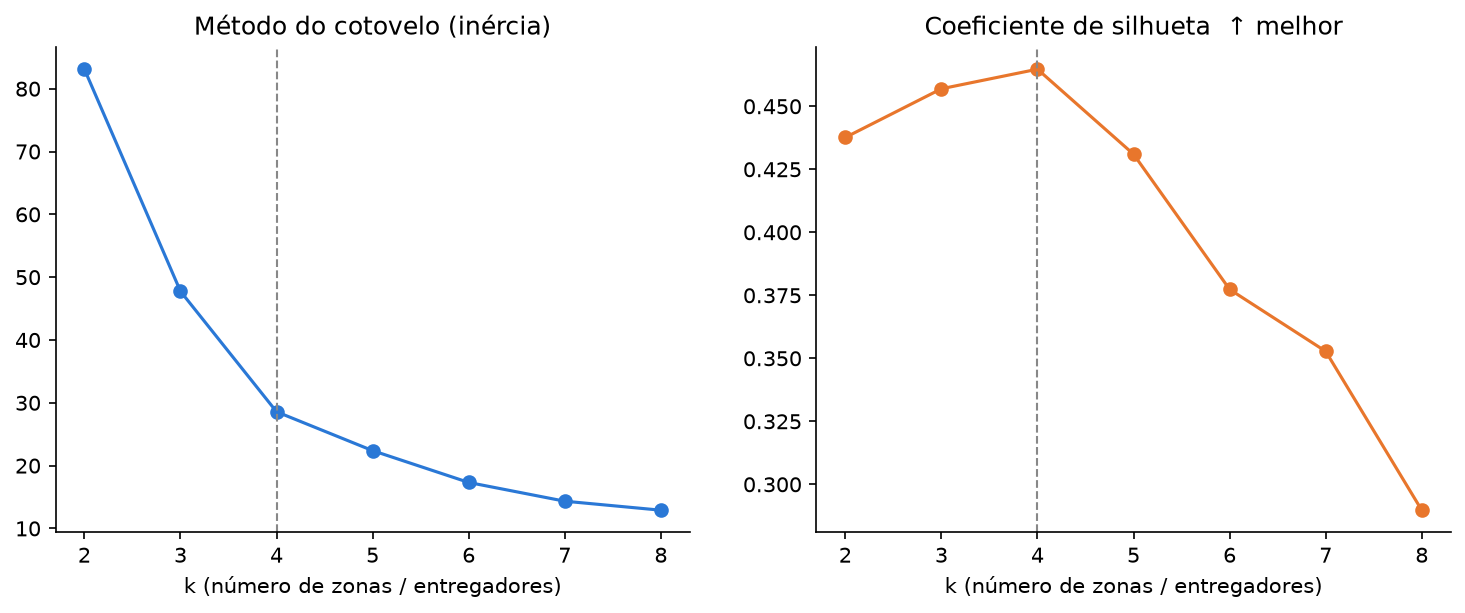 Método do cotovelo (inércia)
80
70
60
50
40
30
20
10
2 3 4 5 6 7 8
k (número de zonas / entregadores)
Coeficiente de silhueta ↑ melhor
0.450
0.425
0.400
0.375
0.350
0.325
0.300
2 3 4 5 6 7 8
k (número de zonas / entregadores)